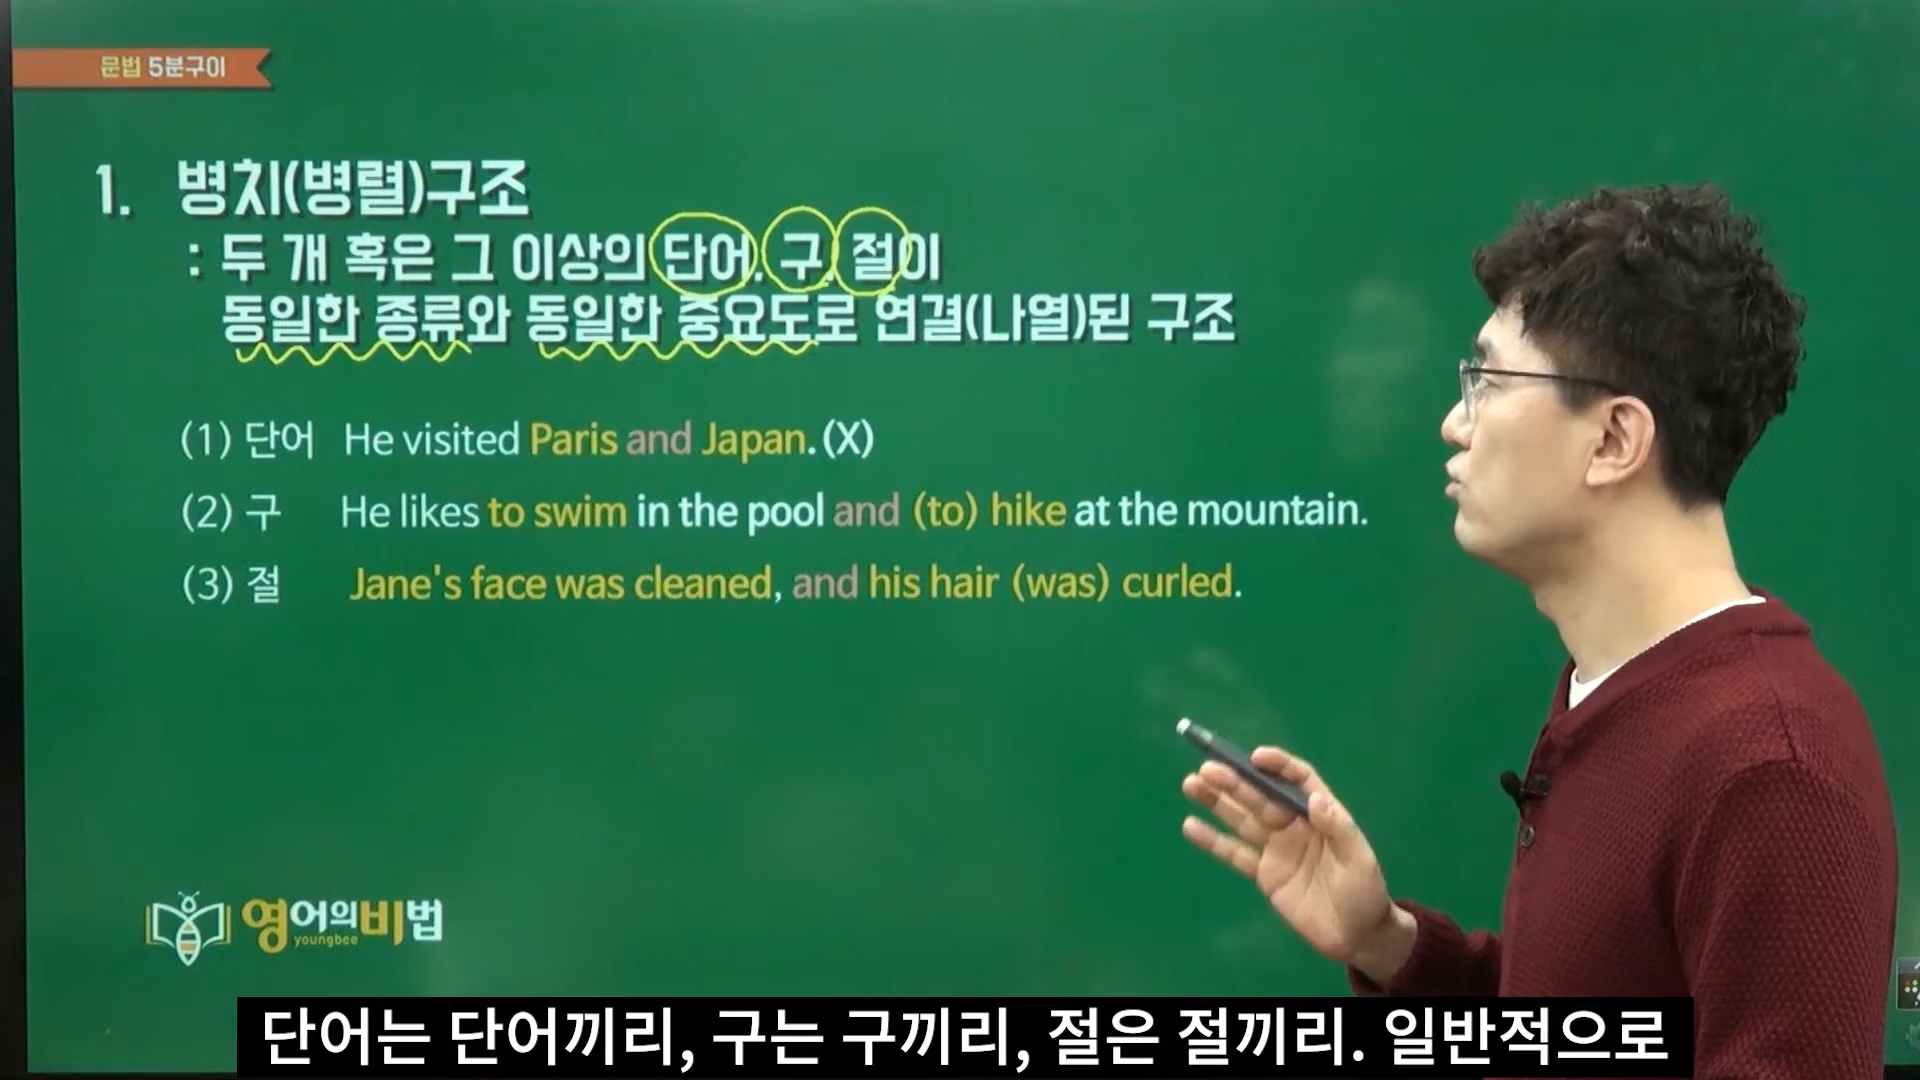 문법 5분구이
1. 병치(병렬)구조
: 두 개 혹은 그 이상의 단어, 구, 절이
동일한 종류와 동일한 중요도로 연결(나열)된 구조
(1) 단어 He visited Paris and Japan. (X)
(2) 구 He likes to swim in the pool and (to) hike at the mountain.
(3) 절 Jane's face was cleaned, and his hair (was) curled.
영어의비법
youngbee
단어는 단어끼리, 구는 구끼리, 절은 절끼리. 일반적으로